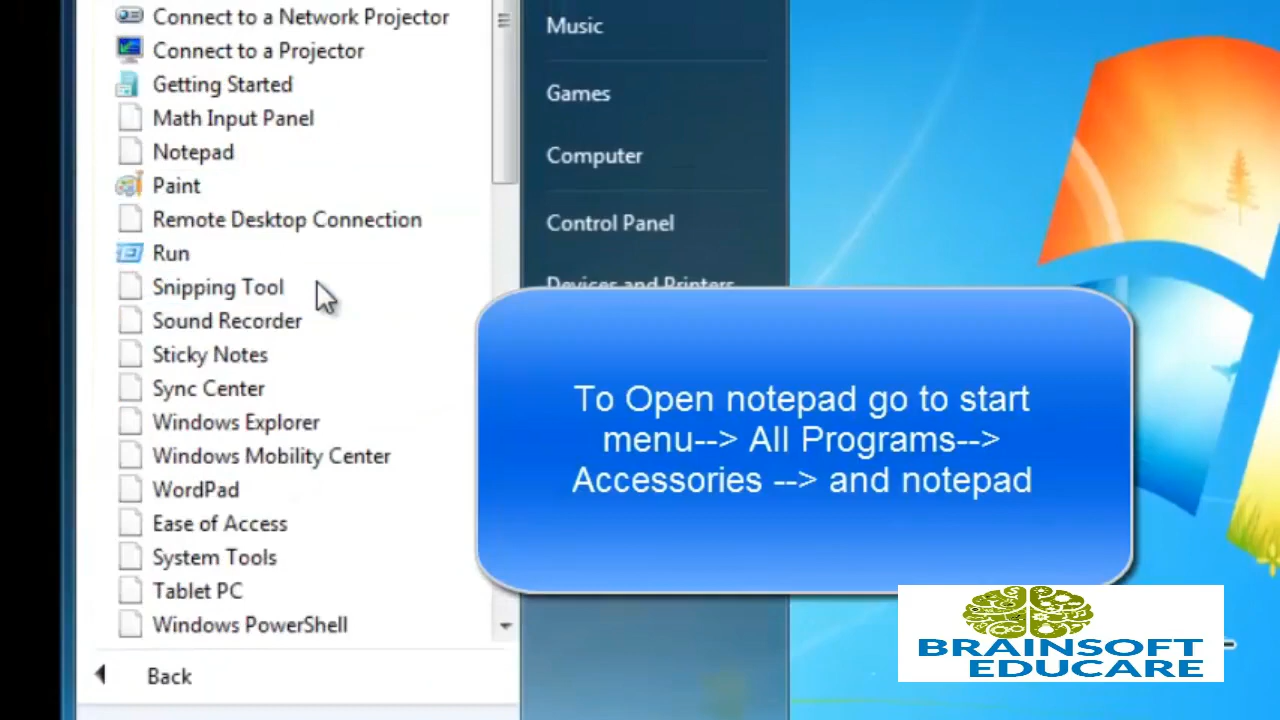 Connect to a Network Projector
Connect to a Projector
Getting Started
Math Input Panel
Notepad
Paint
Remote Desktop Connection
Run
Snipping Tool
Sound Recorder
Sticky Notes
Sync Center
Windows Explorer
Windows Mobility Center
WordPad
Ease of Access
System Tools
Tablet PC
Windows PowerShell
Back
Music
Games
Computer
Control Panel
Devices and Printers
To Open notepad go to start
menu--> All Programs-->
Accessories --> and notepad
BRAINSOFT
EDUCARE